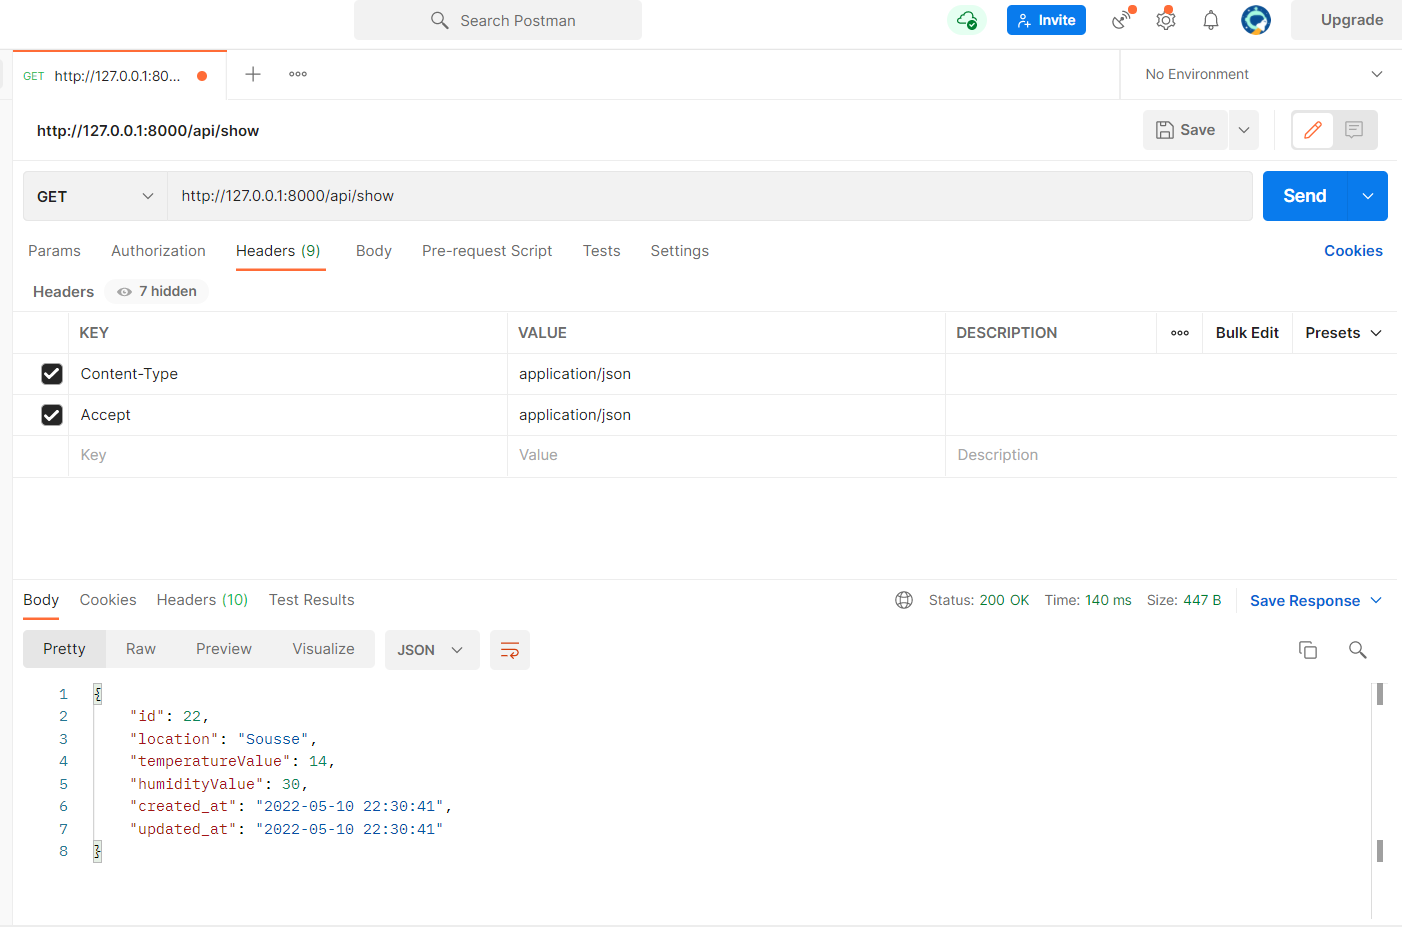 Search Postman Invite Upgrade
GET http://127.0.0.1:80... No Environment
http://127.0.0.1:8000/api/show Save
GET http://127.0.0.1:8000/api/show Send
Params Authorization Headers (9) Body Pre-request Script Tests Settings Cookies
Headers 7 hidden
KEY VALUE DESCRIPTION Bulk Edit Presets
Content-Type application/json
Accept application/json
Key Value Description
Body Cookies Headers (10) Test Results Status: 200 OK Time: 140 ms Size: 447 B Save Response
Pretty Raw Preview Visualize JSON
1 {
2 "id": 22,
3 "location": "Sousse",
4 "temperatureValue": 14,
5 "humidityValue": 30,
6 "created_at": "2022-05-10 22:30:41",
7 "updated_at": "2022-05-10 22:30:41"
8 }